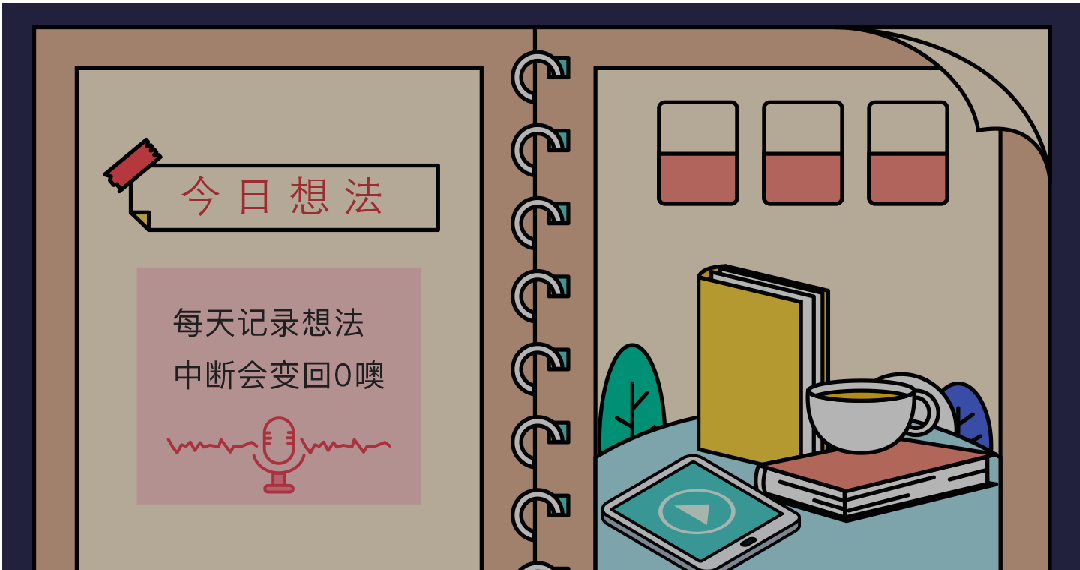 今日想法
每天记录想法
中断会变回0噢